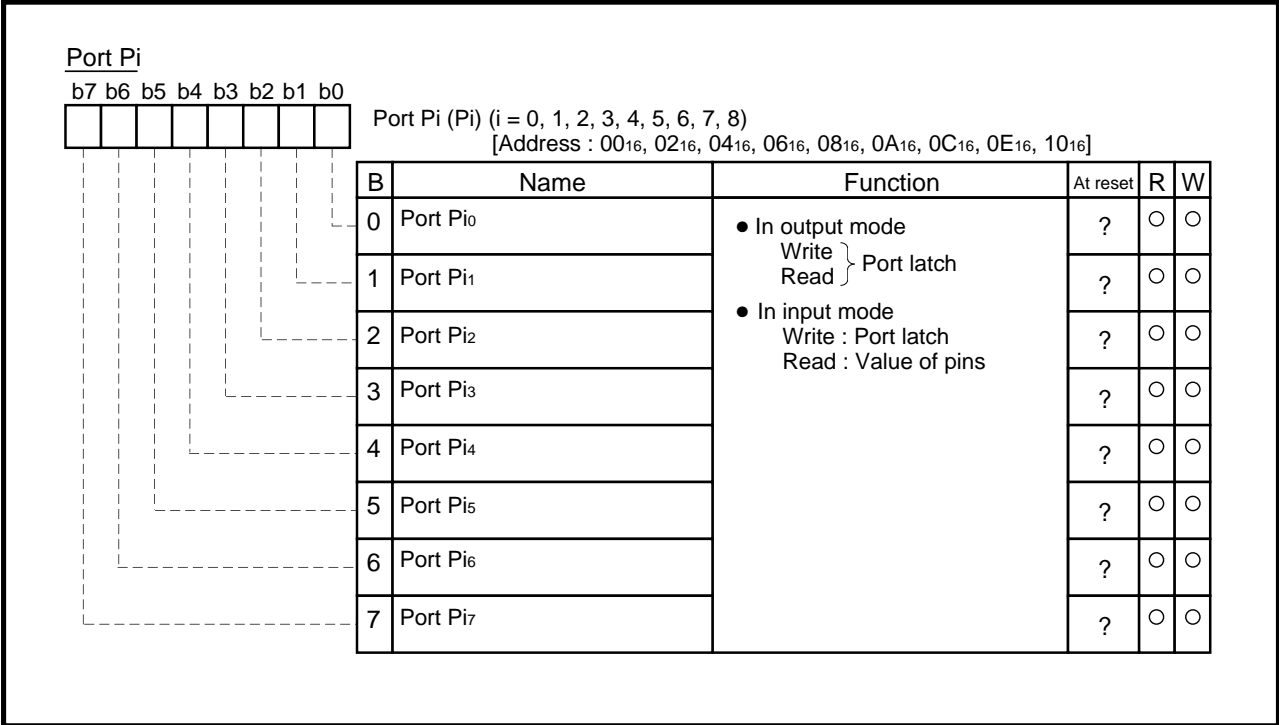 Port Pi
b7 b6 b5 b4 b3 b2 b1 b0
Port Pi (Pi) (i = 0, 1, 2, 3, 4, 5, 6, 7, 8)
[Address : 0016, 0216, 0416, 0616, 0816, 0A16, 0C16, 0E16, 1016]
B Name Function At reset R W
0 Port Pi0 ? ○ ○
● In output mode
Write
Read } Port latch
1 Port Pi1 ? ○ ○
● In input mode
Write : Port latch
Read : Value of pins
2 Port Pi2 ? ○ ○
3 Port Pi3 ? ○ ○
4 Port Pi4 ? ○ ○
5 Port Pi5 ? ○ ○
6 Port Pi6 ? ○ ○
7 Port Pi7 ? ○ ○